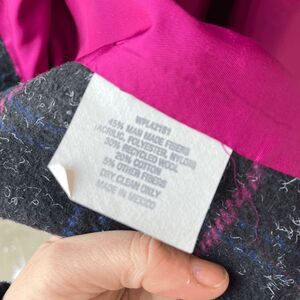 WPL42781
45% MAN MADE FIBERS
(ACRILIC, POLYESTER, NYLON)
30% RECYCLED WOOL
20% COTTON
5% OTHER FIBERS
DRY, CLEAN ONLY
MADE IN MEXICO